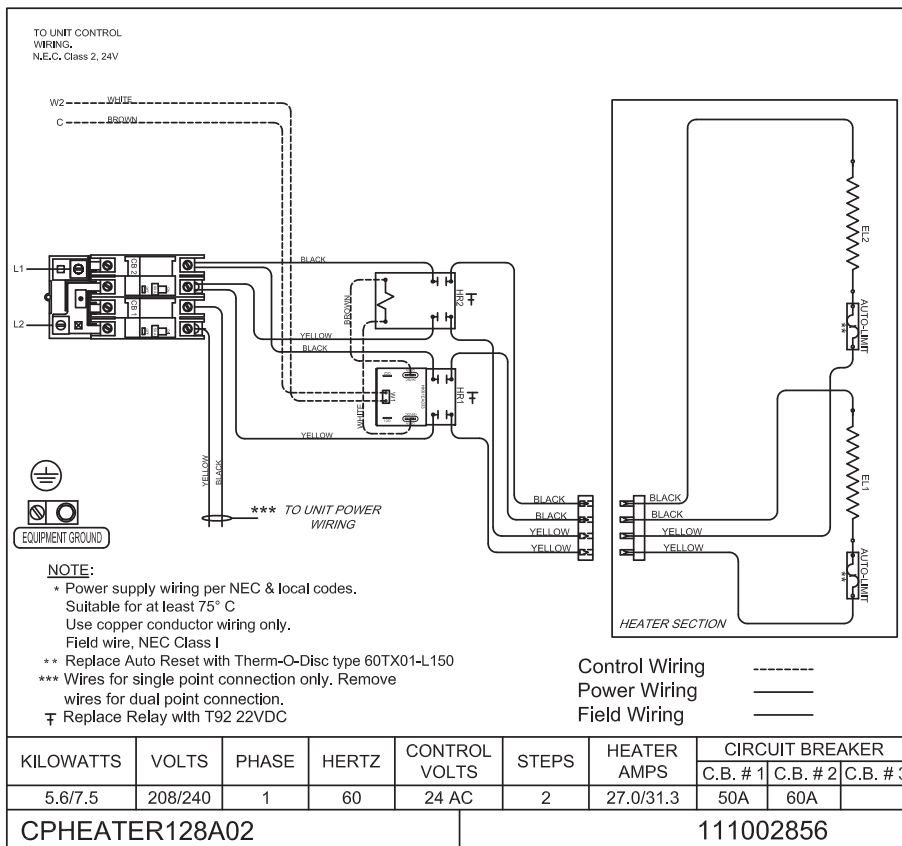 TO UNIT CONTROL
WIRING.
N.E.C. Class 2, 24V
W2
WHITE
C
BROWN
L1
L2
CB 2
CB 1
BLACK
YELLOW
BLACK
YELLOW
BROWN
WHITE
HR2
HR1
W1
YELLOW
BLACK
*** TO UNIT POWER
WIRING
EQUIPMENT GROUND
BLACK
BLACK
YELLOW
YELLOW
BLACK
BLACK
YELLOW
YELLOW
EL2
AUTO-LIMIT
**
EL1
AUTO-LIMIT
**
HEATER SECTION
NOTE:
* Power supply wiring per NEC & local codes.
Suitable for at least 75° C
Use copper conductor wiring only.
Field wire, NEC Class I
** Replace Auto Reset with Therm-O-Disc type 60TX01-L150
*** Wires for single point connection only. Remove
wires for dual point connection.
Replace Relay with T92 22VDC
Control Wiring
Power Wiring
Field Wiring
KILOWATTS VOLTS PHASE HERTZ CONTROL VOLTS STEPS HEATER AMPS CIRCUIT BREAKER
C.B. # 1 C.B. # 2 C.B. # 3
5.6/7.5 208/240 1 60 24 AC 2 27.0/31.3 50A 60A
CPHEATER128A02 111002856